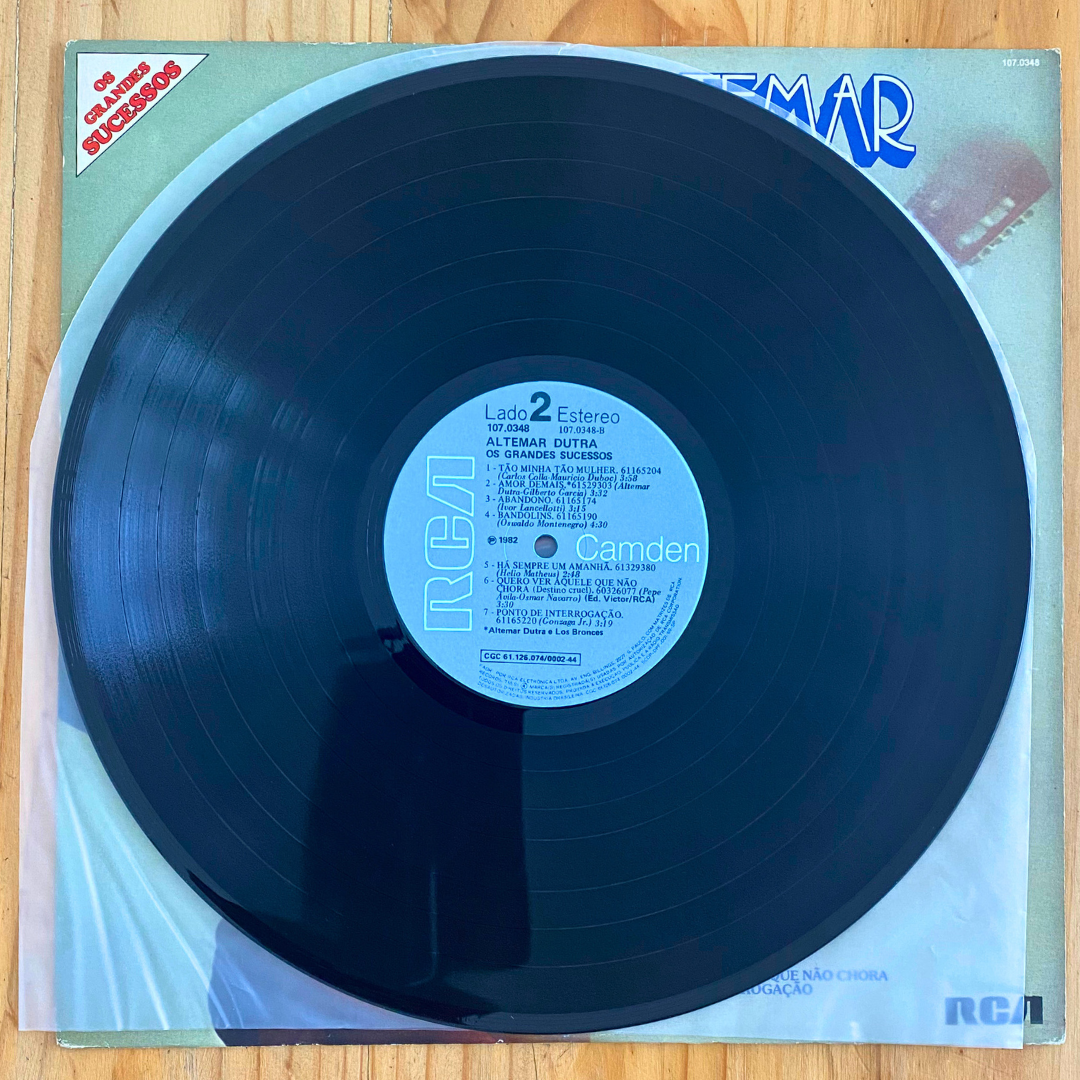 OS
GRANDES
SUCESSOS
TEMAR
107.0348
Lado 2 Estereo
107.0348 107.0348-B
ALTEMAR DUTRA
OS GRANDES SUCESSOS
1 - TÃO MINHA TÃO MULHER. 61165204
(Carlos Colla-Mauricio Duboc) 3:58
2 - AMOR DEMAIS.*61529303 (Altemar
Dutra-Gilberto Garcia) 3:32
3 - ABANDONO. 61165174
(Ivor Lancellotti) 3:15
4 - BANDOLINS. 61165190
(Oswaldo Montenegro) 4:30
℗ 1982
RCA
Camden
5 - HÁ SEMPRE UM AMANHÃ. 61329380
(Helio Matheus) 2:48
6 - QUERO VER AQUELE QUE NÃO
CHORA (Destino cruel). 60326077 (Pepe
Avila-Osmar Navarro) (Ed. Victor/RCA)
3:30
7 - PONTO DE INTERROGAÇÃO.
61165220 (Gonzaga Jr.) 3:19
*Altemar Dutra e Los Bronces
CGC 61.126.074/0002-44
QUE NÃO CHORA
ROGAÇÃO
RCA